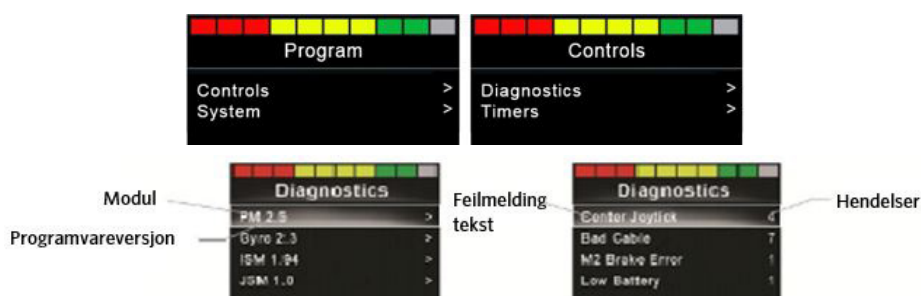 Program
Controls >
System >
Controls
Diagnostics >
Timers >
Modul
Programvareversjon
Diagnostics
PM 2.5 >
Gyro 2.3 >
ISM 1.94 >
JSM 1.0 >
Feilmelding
tekst
Diagnostics
Center Joytick 4
Bad Cable 7
M2 Brake Error 1
Low Battery 1
Hendelser